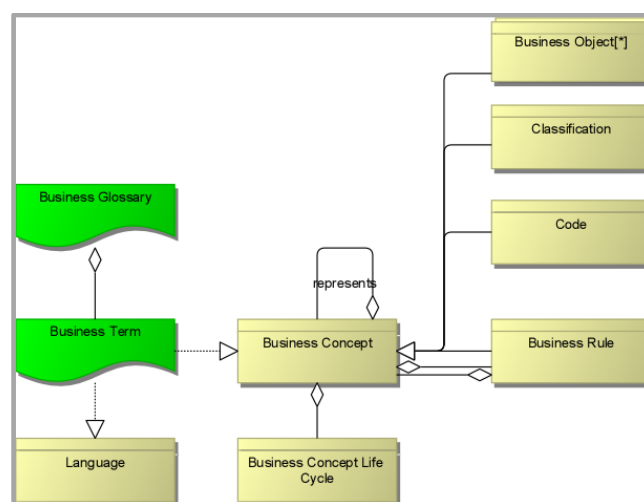 Business Object[*]
Classification
Business Glossary
Code
represents
Business Term
Business Concept
Business Rule
Language
Business Concept Life
Cycle